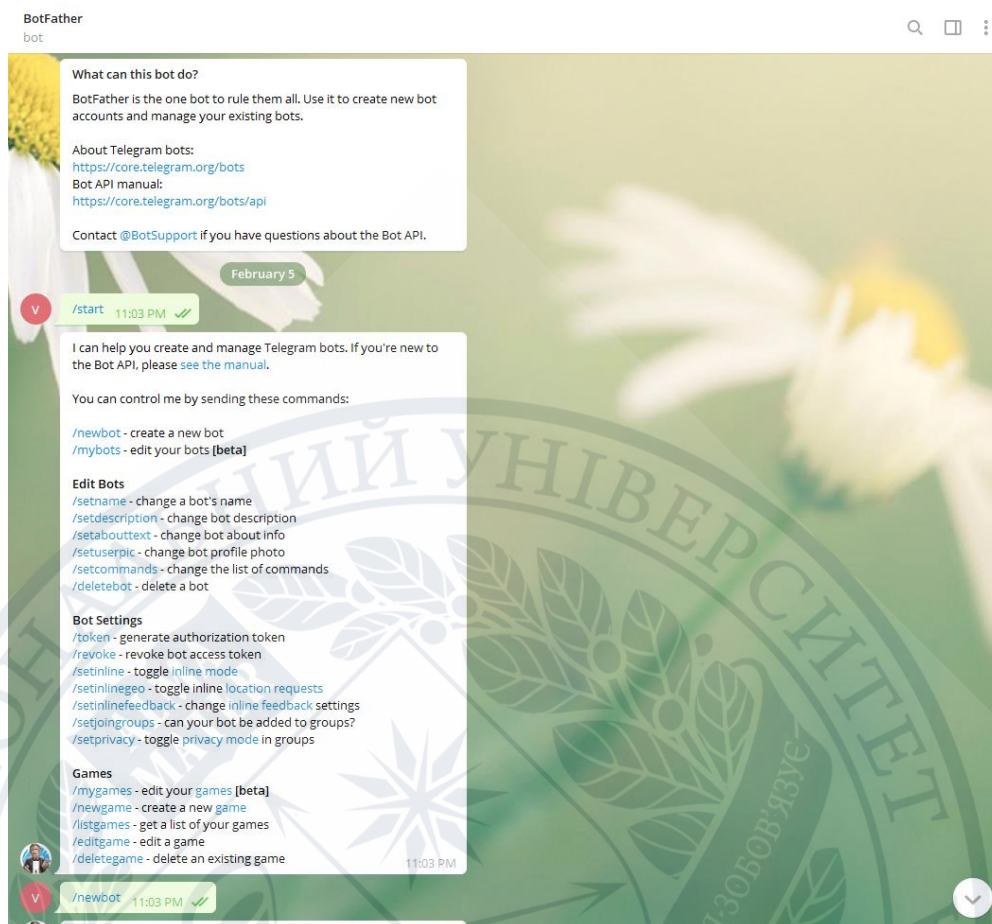 BotFather
bot
What can this bot do?
BotFather is the one bot to rule them all. Use it to create new bot
accounts and manage your existing bots.
About Telegram bots:
https://core.telegram.org/bots
Bot API manual:
https://core.telegram.org/bots/api
Contact @BotSupport if you have questions about the Bot API.
February 5
V
/start 11:03 PM
I can help you create and manage Telegram bots. If you're new to
the Bot API, please see the manual.
You can control me by sending these commands:
/newbot - create a new bot
/mybots - edit your bots [beta]
Edit Bots
/setname - change a bot's name
/setdescription - change bot description
/setabouttext - change bot about info
/setuserpic - change bot profile photo
/setcommands - change the list of commands
/deletebot - delete a bot
Bot Settings
/token - generate authorization token
/revoke - revoke bot access token
/setinline - toggle inline mode
/setinlinegeo - toggle inline location requests
/setinlinefeedback - change inline feedback settings
/setjoingroups - can your bot be added to groups?
/setprivacy - toggle privacy mode in groups
Games
/mygames - edit your games [beta]
/newgame - create a new game
/listgames - get a list of your games
/editgame - edit a game
/deletegame - delete an existing game
11:03 PM
V
/newbot 11:03 PM
УНІВЕРСИТЕТ